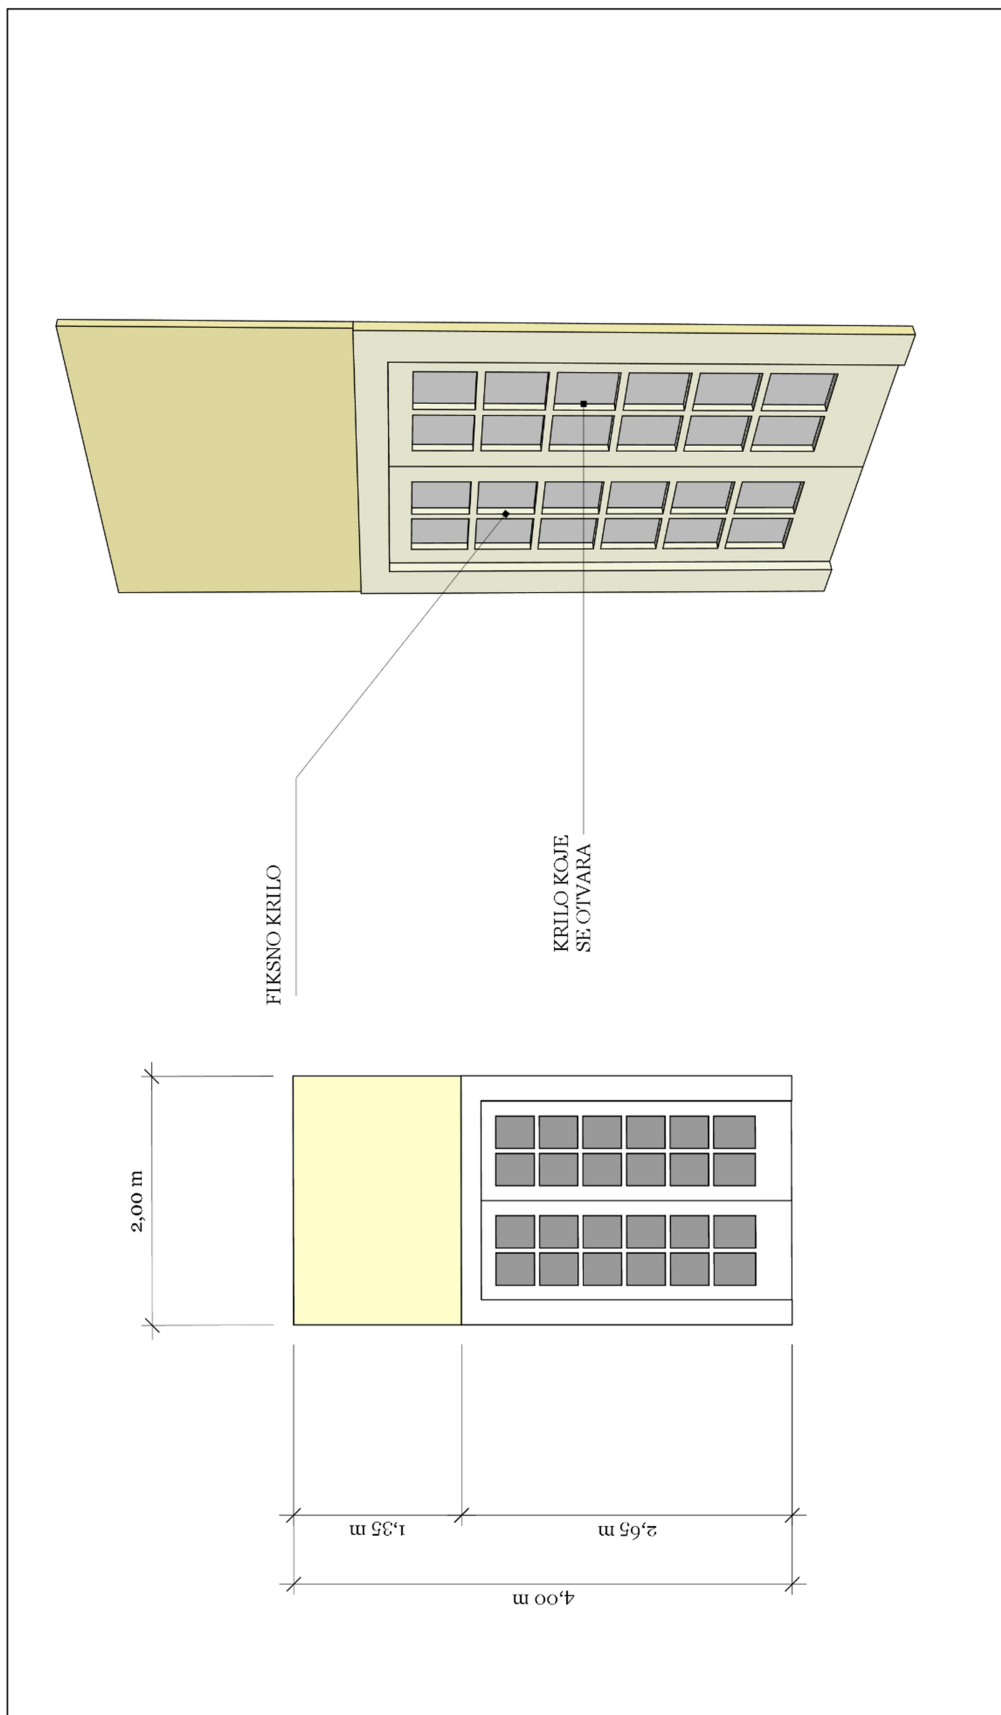 FIKSNO KRILO
KRILO KOJE
SE OTVARA
2,00 m
1,35 m
2,65 m
4,00 m